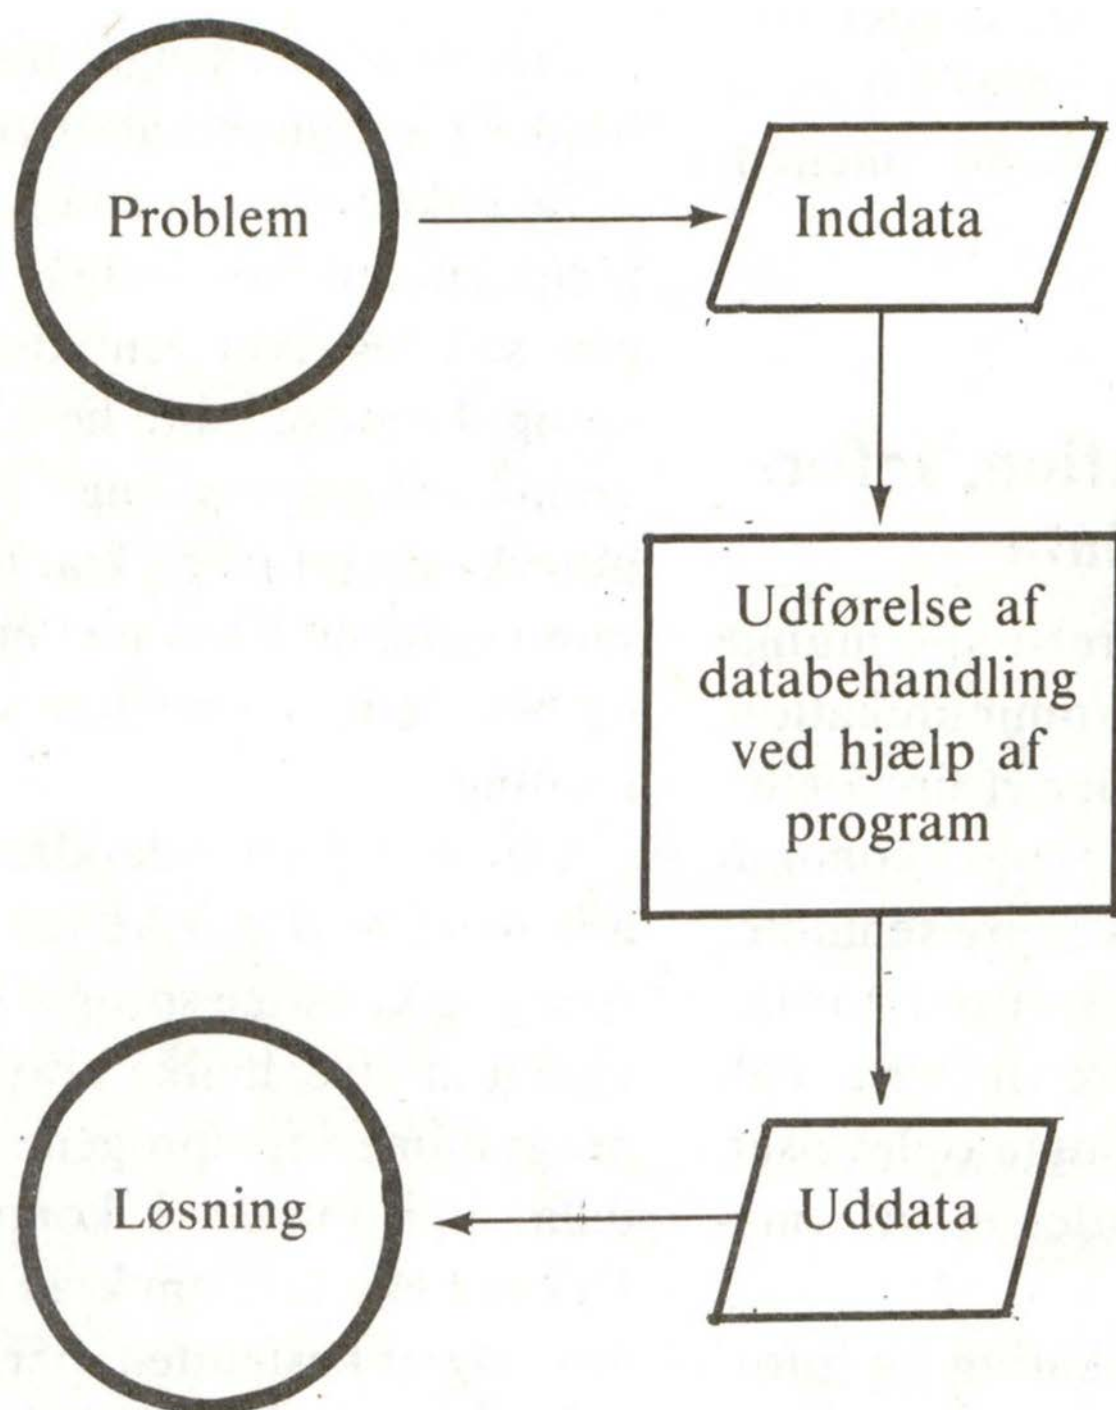 Problem
Inddata
Udførelse af
databehandling
ved hjælp af
program
Uddata
Løsning